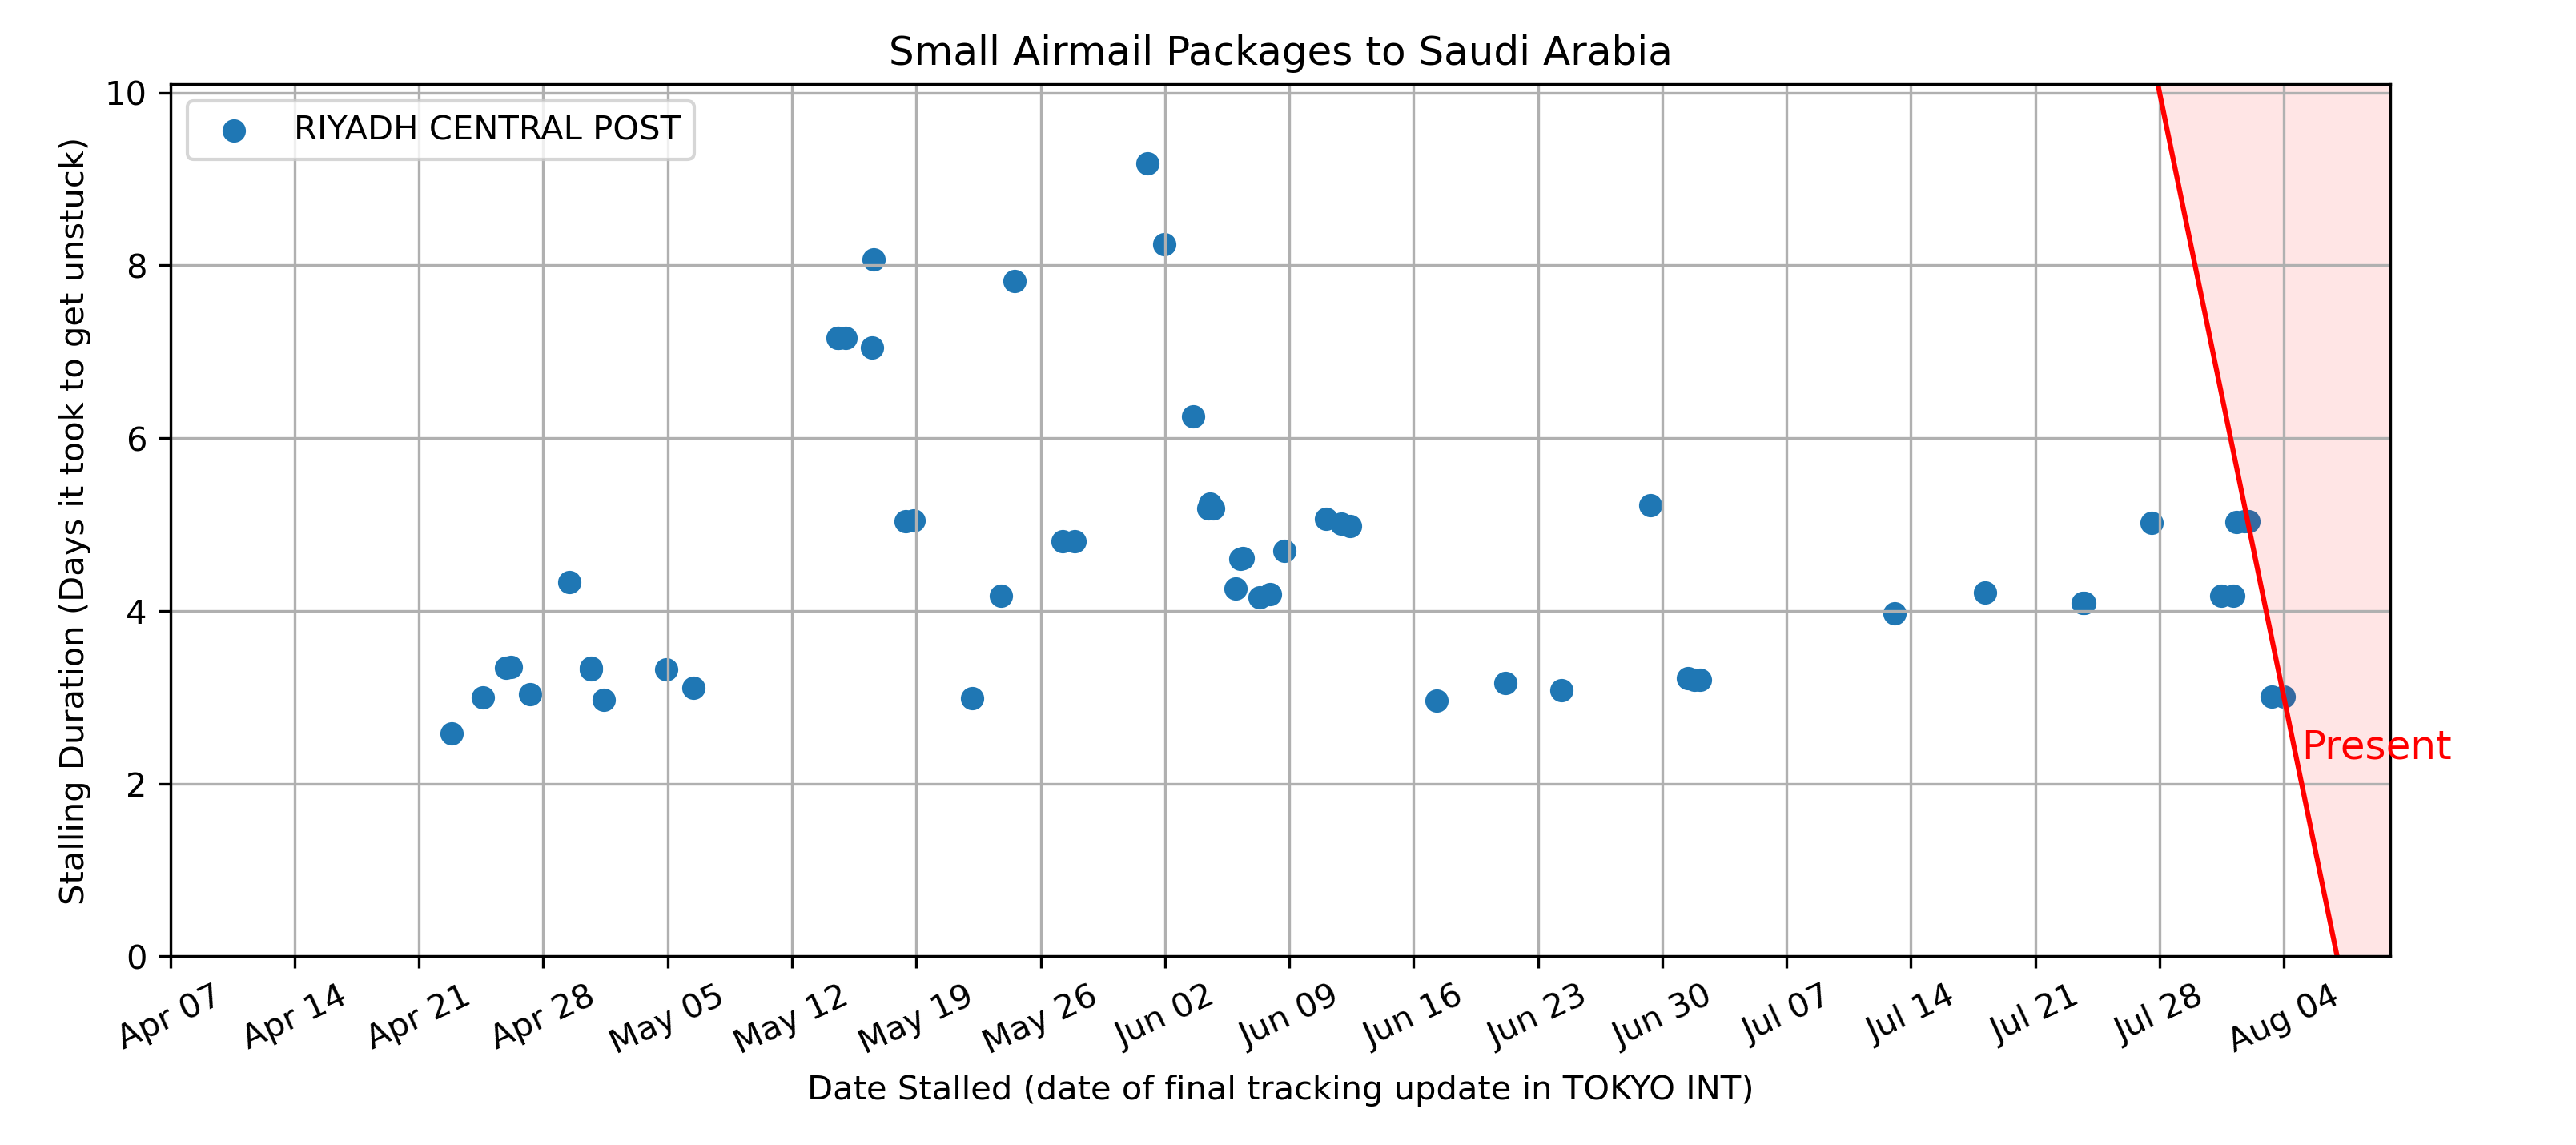 Small Airmail Packages to Saudi Arabia
RIYADH CENTRAL POST
Stalling Duration (Days it took to get unstuck)
10
8
6
4
2
0
Present
Apr 07
Apr 14
Apr 21
Apr 28
May 05
May 12
May 19
May 26
Jun 02
Jun 09
Jun 16
Jun 23
Jun 30
Jul 07
Jul 14
Jul 21
Jul 28
Aug 04
Date Stalled (date of final tracking update in TOKYO INT)